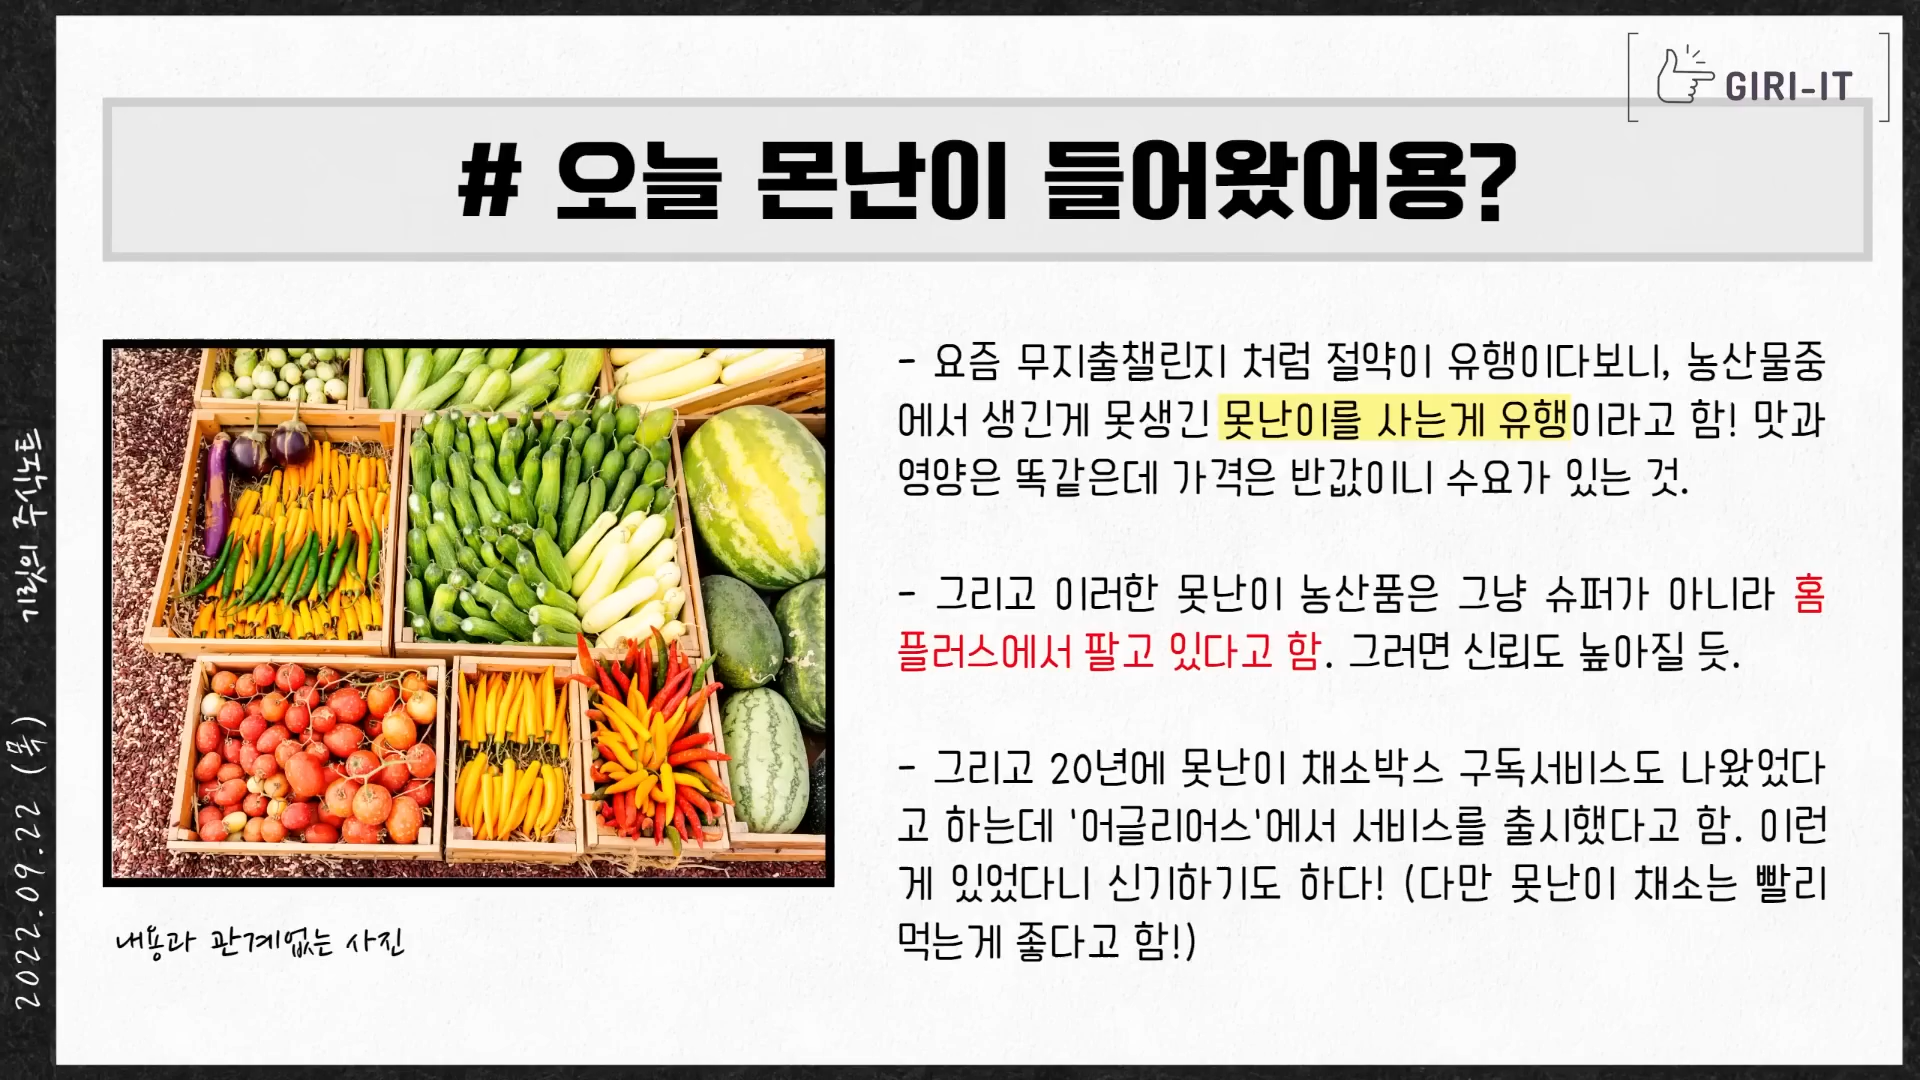 GIRI-IT
# 오늘 몬난이 들어왔어용?
- 요즘 무지출챌린지 처럼 절약이 유행이다보니, 농산물중
에서 생긴게 못생긴 못난이를 사는게 유행이라고 함! 맛과
영양은 똑같은데 가격은 반값이니 수요가 있는 것.
- 그리고 이러한 못난이 농산품은 그냥 슈퍼가 아니라 홈
플러스에서 팔고 있다고 함. 그러면 신뢰도 높아질 듯.
- 그리고 20년에 못난이 채소박스 구독서비스도 나왔었다
고 하는데 '어글리어스'에서 서비스를 출시했다고 함. 이런
게 있었다니 신기하기도 하다! (다만 못난이 채소는 빨리
먹는게 좋다고 함!)
내용과 관계없는 사진
2022.09.22 (목) 기릿의 주식노트